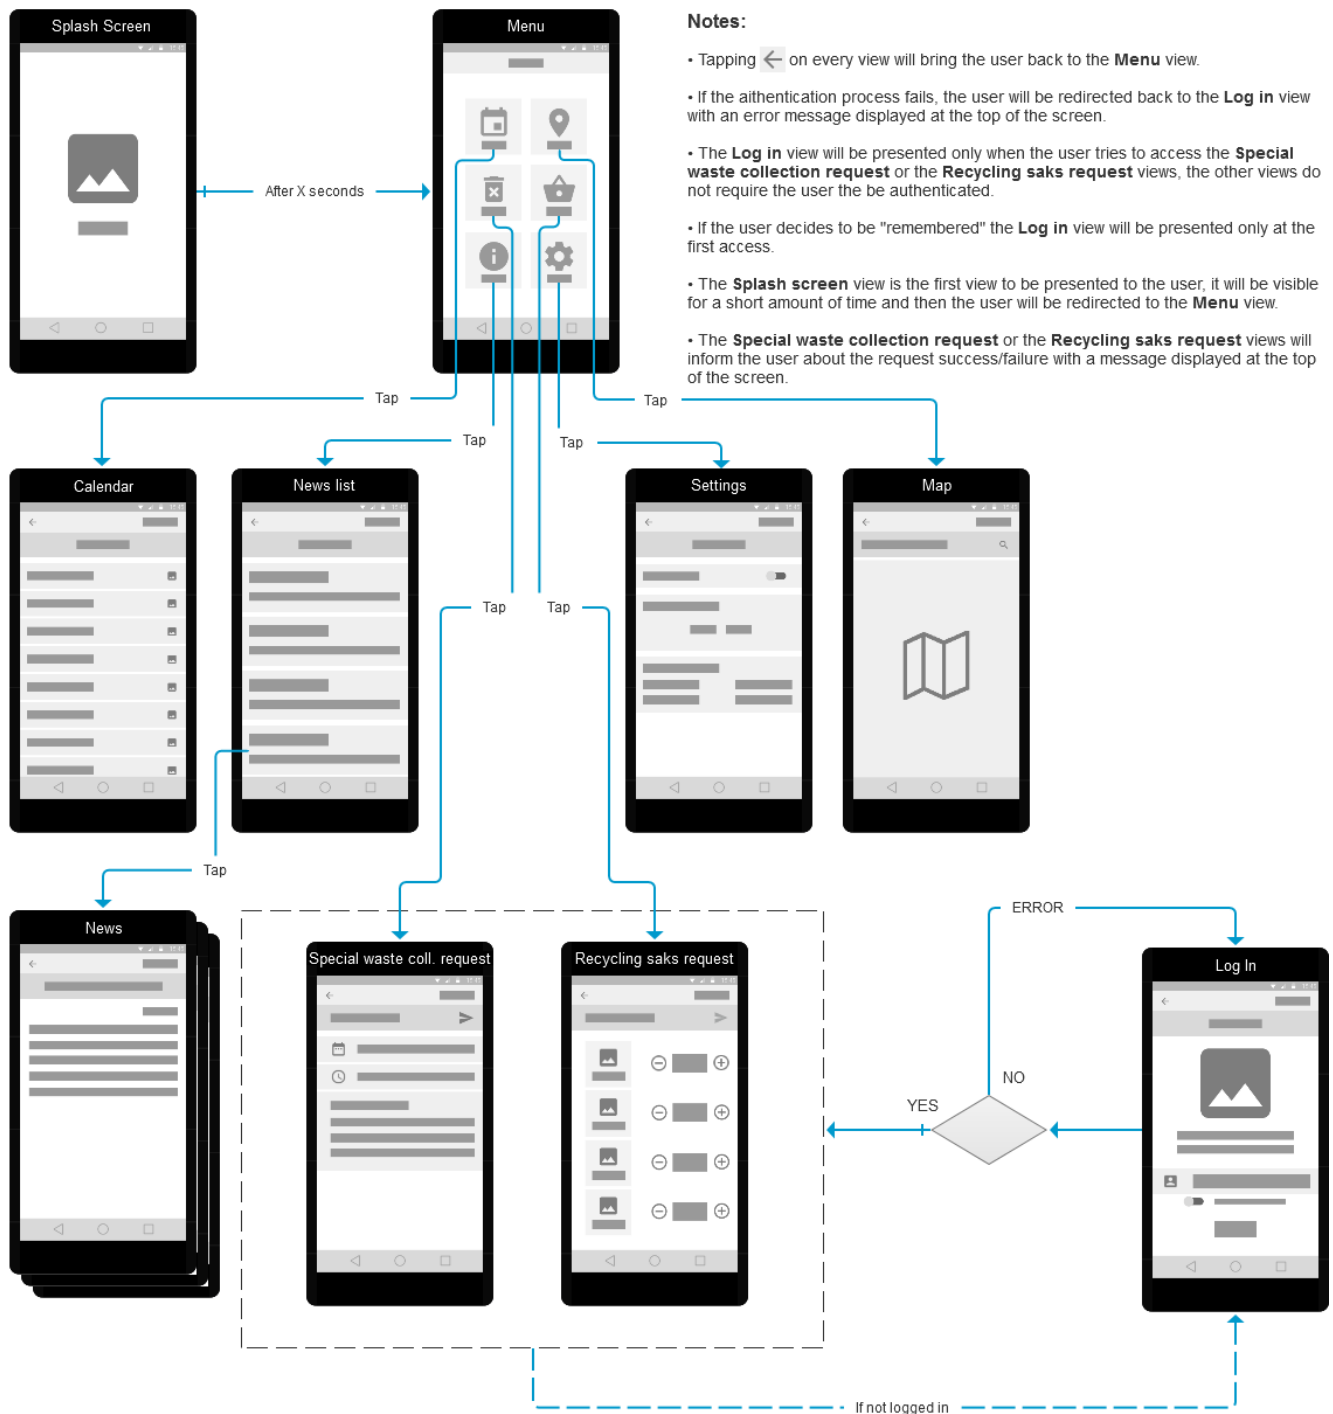 Splash Screen
Menu
Notes:
• Tapping on every view will bring the user back to the Menu view.
• If the aithentication process fails, the user will be redirected back to the Log in view
with an error message displayed at the top of the screen.
• The Log in view will be presented only when the user tries to access the Special
waste collection request or the Recycling saks request views, the other views do
not require the user the be authenticated.
• If the user decides to be "remembered" the Log in view will be presented only at the
first access.
• The Splash screen view is the first view to be presented to the user, it will be visible
for a short amount of time and then the user will be redirected to the Menu view.
• The Special waste collection request or the Recycling saks request views will
inform the user about the request success/failure with a message displayed at the top
of the screen.
After X seconds
Tap
Tap
Tap
Tap
Calendar
News list
Settings
Map
Tap
Tap
Tap
News
Special waste coll. request
Recycling saks request
ERROR
Log In
NO
YES
If not logged in